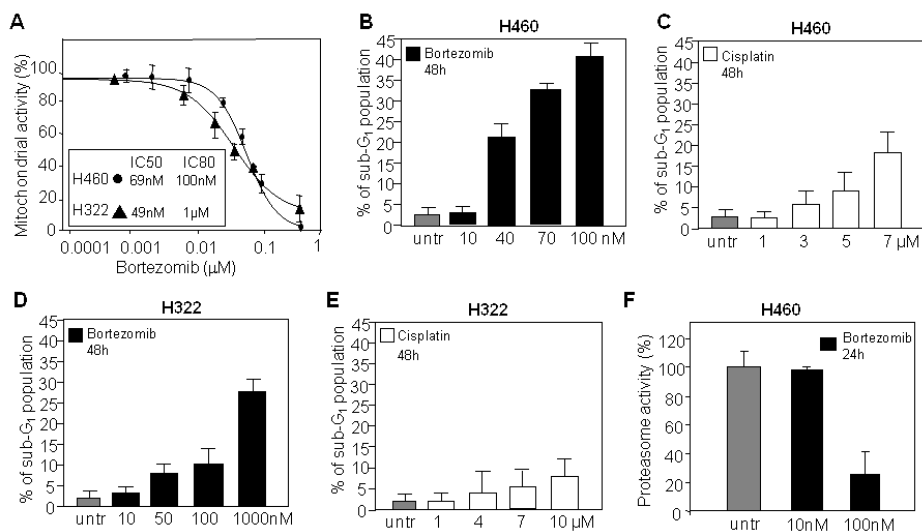 A
Mitochondrial activity (%)
100
80
60
40
20
0
IC50 IC80
H460 69nM 100nM
H322 49nM 1µM
0.0001 0.001 0.01 0.1 1
Bortezomib (µM)
B
H460
% of sub-G1 population
45
40
35
30
25
20
15
10
5
0
Bortezomib
48h
untr 10 40 70 100 nM
C
H460
% of sub-G1 population
45
40
35
30
25
20
15
10
5
0
Cisplatin
48h
untr 1 3 5 7 µM
D
H322
% of sub-G1 population
45
40
35
30
25
20
15
10
5
0
Bortezomib
48h
untr 10 50 100 1000nM
E
H322
% of sub-G1 population
45
40
35
30
25
20
15
10
5
0
Cisplatin
48h
untr 1 4 7 10 µM
F
H460
Proteasome activity (%)
120
100
80
60
40
20
0
Bortezomib
24h
untr 10nM 100nM